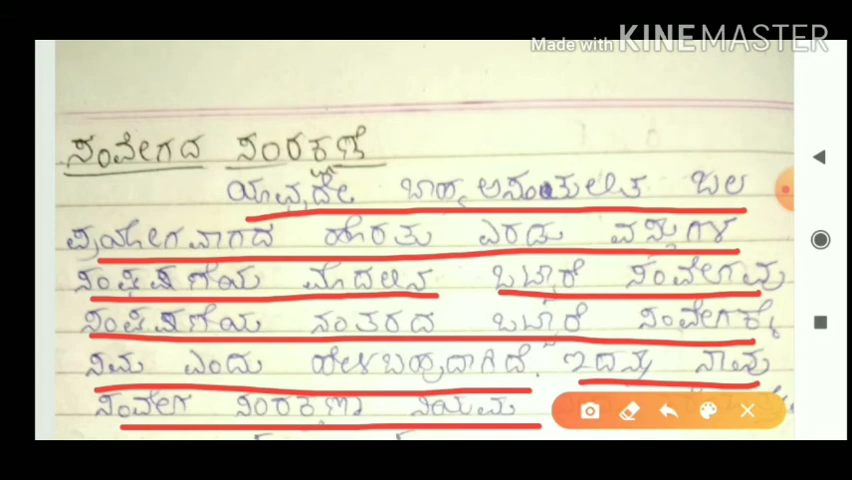 Made with KINEMASTER
ಸಂವೇಗದ ಸಂರಕ್ಷಣೆ
ಯಾವುದೇ ಬಾಹ್ಯ ಅಸಂತುಲಿತ ಬಲ
ಪ್ರಯೋಗವಾಗದ ಹೊರತು ಎರಡು ವಸ್ತುಗಳ
ಸಂಘರ್ಷಣೆಯ ಮೊದಲಿನ ಒಟ್ಟಾರೆ ಸಂವೇಗವು
ಸಂಘರ್ಷಣೆಯ ನಂತರದ ಒಟ್ಟಾರೆ ಸಂವೇಗಕ್ಕೆ
ಸಮ ಎಂದು ಹೇಳಬಹುದಾಗಿದೆ. ಇದನ್ನು ನಾವು
ಸಂವೇಗ ಸಂರಕ್ಷಣಾ ನಿಯಮ